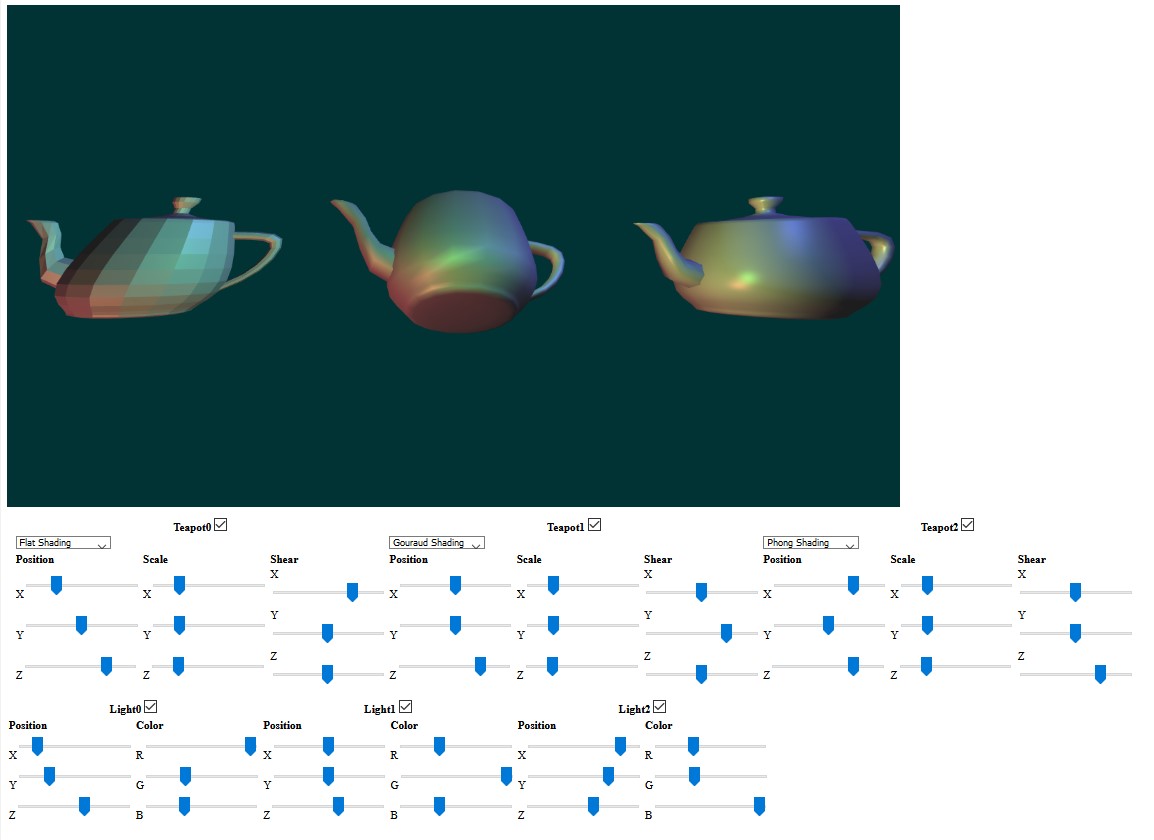 Teapot0 Teapot1 Teapot2
Flat Shading Gouraud Shading Phong Shading
Position Scale Shear Position Scale Shear Position Scale Shear
X X X X X X X X X
Y Y Y Y Y Y Y Y Y
Z Z Z Z Z Z Z Z Z
Light0 Light1 Light2
Position Color Position Color Position Color
X R X R X R
Y G Y G Y G
Z B Z B Z B